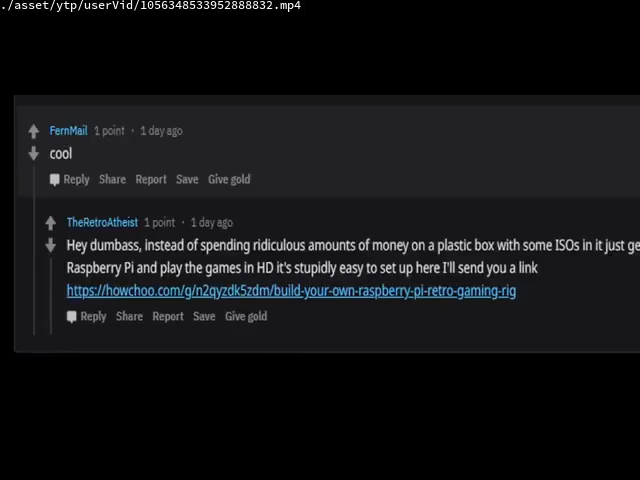 ./asset/ytp/userVid/1056348533952888832.mp4
FernMail 1 point · 1 day ago
cool
Reply Share Report Save Give gold
TheRetroAtheist 1 point · 1 day ago
Hey dumbass, instead of spending ridiculous amounts of money on a plastic box with some ISOs in it just ge
Raspberry Pi and play the games in HD it's stupidly easy to set up here I'll send you a link
https://howchoo.com/g/n2qyzdk5zdm/build-your-own-raspberry-pi-retro-gaming-rig
Reply Share Report Save Give gold